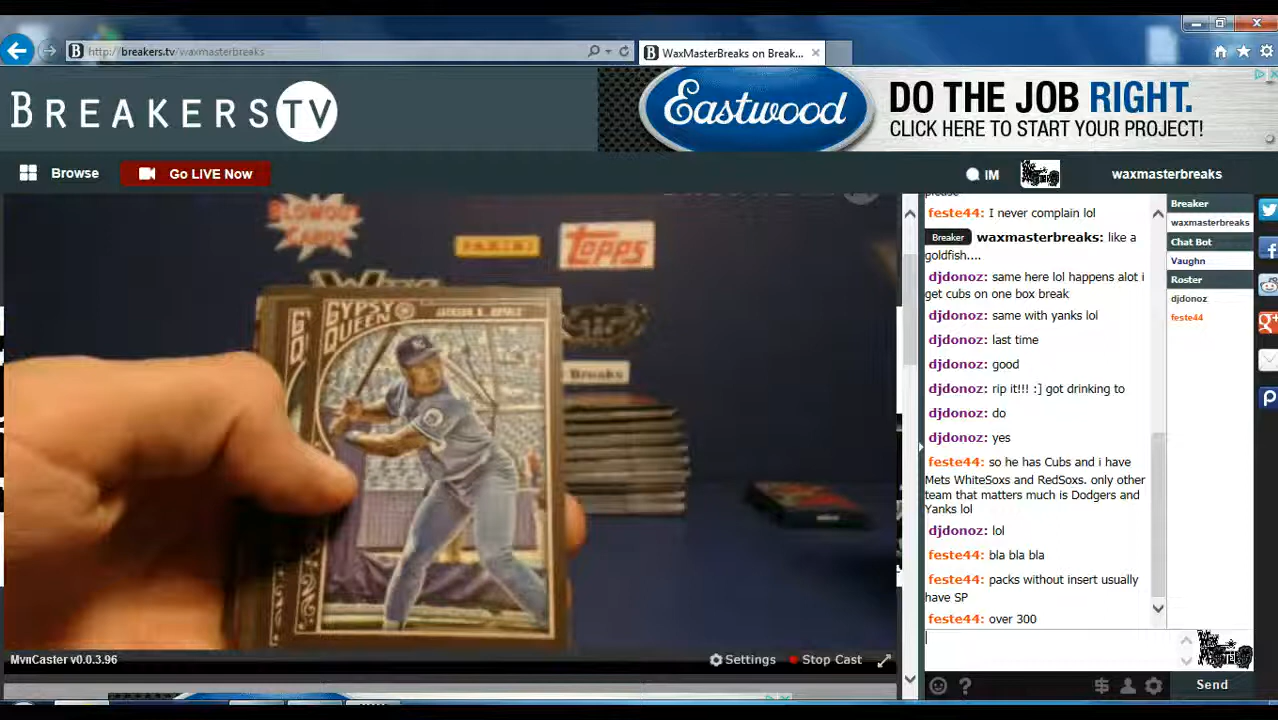 http://breakers.tv/waxmasterbreaks
B WaxMasterBreaks on Break...
BREAKERS TV
Eastwood
DO THE JOB RIGHT.
CLICK HERE TO START YOUR PROJECT!
Browse
Go LIVE Now
IM
waxmasterbreaks
BLOWOUT
CARDS
PANINI
TOPPS
Wax
Breaks
GYPSY
QUEEN
MvnCaster v0.0.3.96
Settings
Stop Cast
please
feste44: I never complain lol
Breaker waxmasterbreaks: like a
goldfish....
djdonoz: same here lol happens alot i
get cubs on one box break
djdonoz: same with yanks lol
djdonoz: last time
djdonoz: good
djdonoz: rip it!!! :] got drinking to
djdonoz: do
djdonoz: yes
feste44: so he has Cubs and i have
Mets WhiteSoxs and RedSoxs. only other
team that matters much is Dodgers and
Yanks lol
djdonoz: lol
feste44: bla bla bla
feste44: packs without insert usually
have SP
feste44: over 300
Send
Breaker
waxmasterbreaks
Chat Bot
Vaughn
Roster
djdonoz
feste44